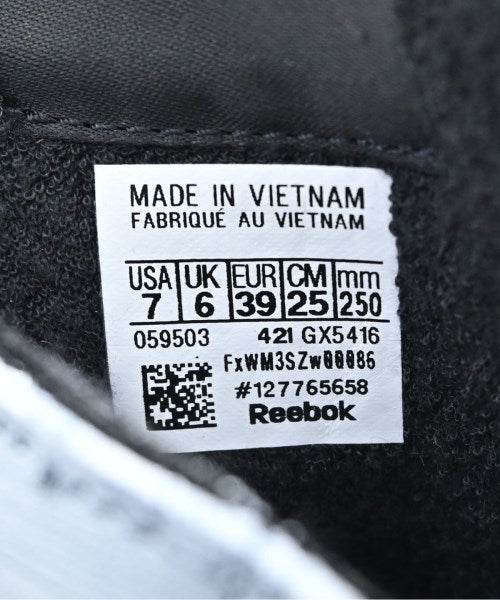 MADE IN VIETNAM
FABRIQUÉ AU VIETNAM
USA UK EUR CM mm
7 6 39 25 250
059503 421 GX5416
FxWM3SZw00086
#127765658
Reebok